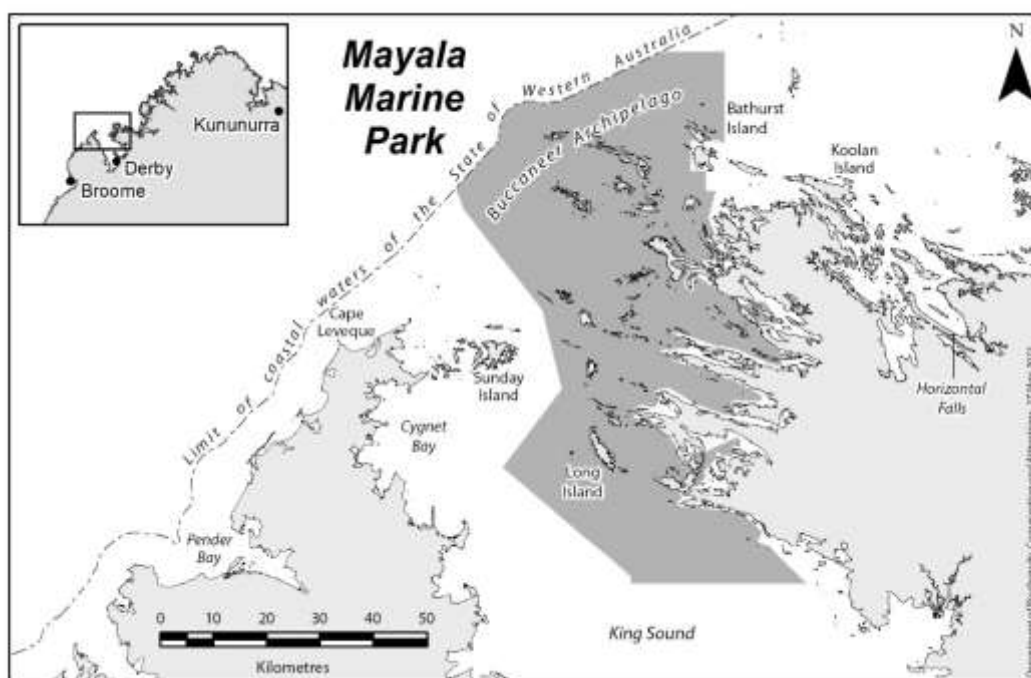 Mayala
Marine
Park
N
Kununurra
Derby
Broome
Limit of coastal waters of the State of Western Australia
Buccaneer Aschipelago
Bathurst
Island
Koolan
Island
Cape
Leveque
Sunday
Island
Horizontal
Falls
Cygnet
Bay
Long
Island
Pender
Bay
King Sound
0 10 20 30 40 50
Kilometres